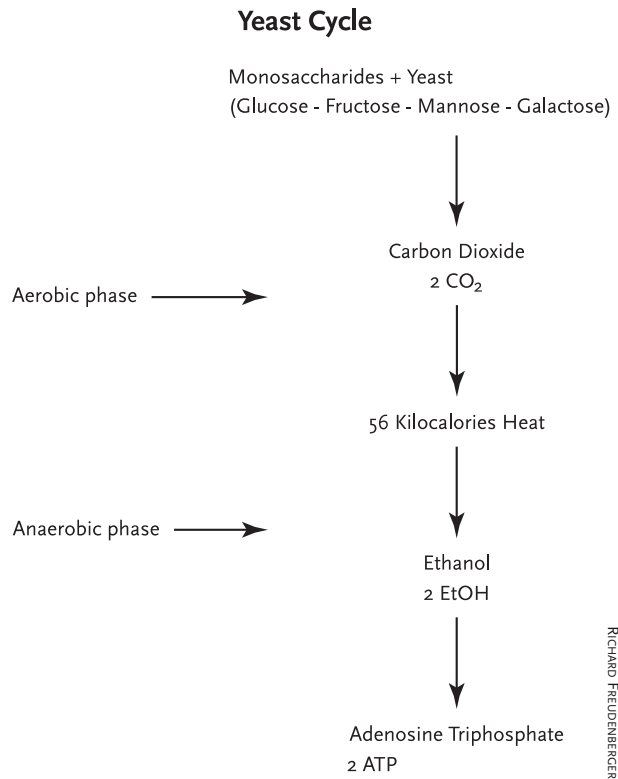 Yeast Cycle
Monosaccharides + Yeast
(Glucose - Fructose - Mannose - Galactose)
Carbon Dioxide
2 CO₂
Aerobic phase
56 Kilocalories Heat
Anaerobic phase
Ethanol
2 EtOH
Adenosine Triphosphate
2 ATP
RICHARD FREUDENBERGER